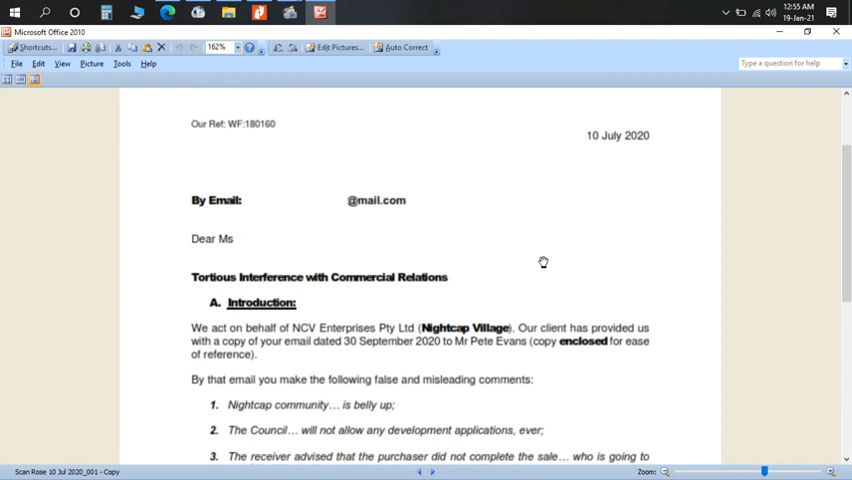 12:55 AM
19-Jan-21
Microsoft Office 2010
Shortcuts...
162%
Edit Pictures...
Auto Correct
File Edit View Picture Tools Help
Type a question for help
Our Ref: WF:180160
10 July 2020
By Email: @mail.com
Dear Ms
Tortious Interference with Commercial Relations
A. Introduction:
We act on behalf of NCV Enterprises Pty Ltd (Nightcap Village). Our client has provided us
with a copy of your email dated 30 September 2020 to Mr Pete Evans (copy enclosed for ease
of reference).
By that email you make the following false and misleading comments:
1. Nightcap community… is belly up;
2. The Council… will not allow any development applications, ever;
3. The receiver advised that the purchaser did not complete the sale… who is going to
Scan Rose 10 Jul 2020_001 - Copy
Zoom: